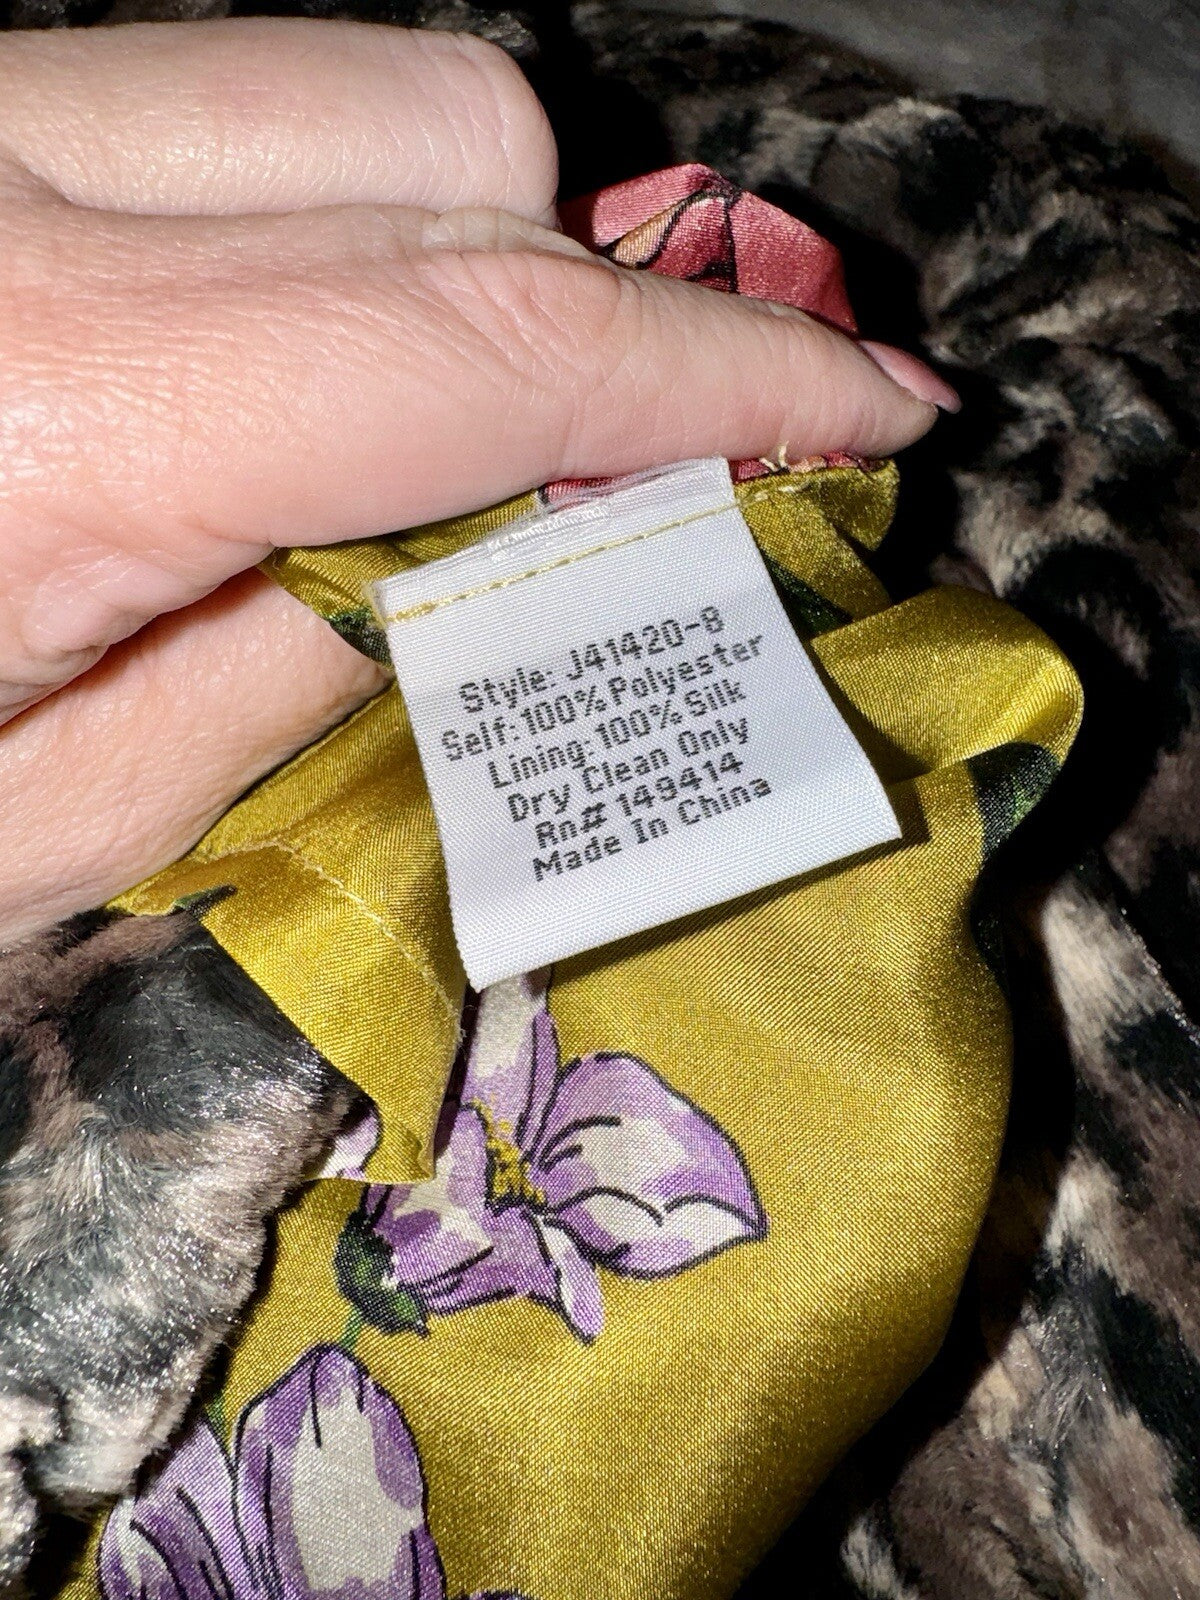 Style: J41420-8
Self:100% Polyester
Lining: 100% Silk
Dry Clean Only
Rn# 149414
Made In China